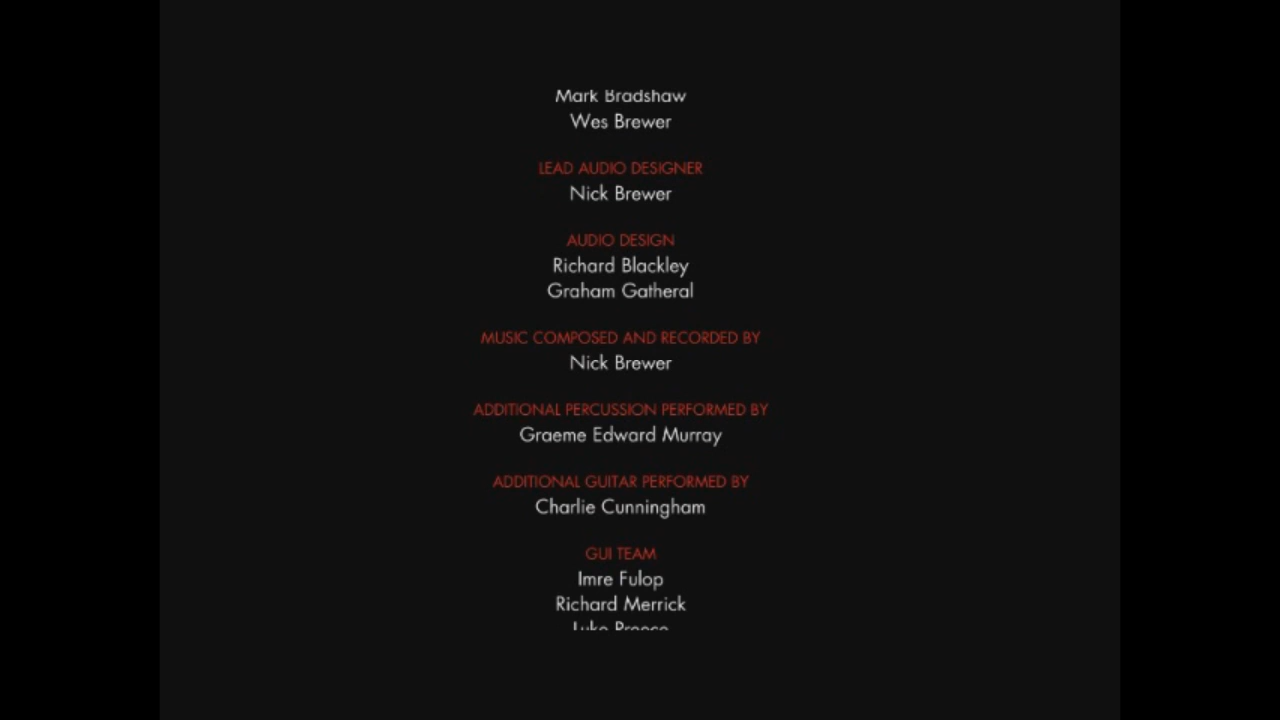 Mark Bradshaw
Wes Brewer
LEAD AUDIO DESIGNER
Nick Brewer
AUDIO DESIGN
Richard Blackley
Graham Gatheral
MUSIC COMPOSED AND RECORDED BY
Nick Brewer
ADDITIONAL PERCUSSION PERFORMED BY
Graeme Edward Murray
ADDITIONAL GUITAR PERFORMED BY
Charlie Cunningham
GUI TEAM
Imre Fulop
Richard Merrick
Luke Preece